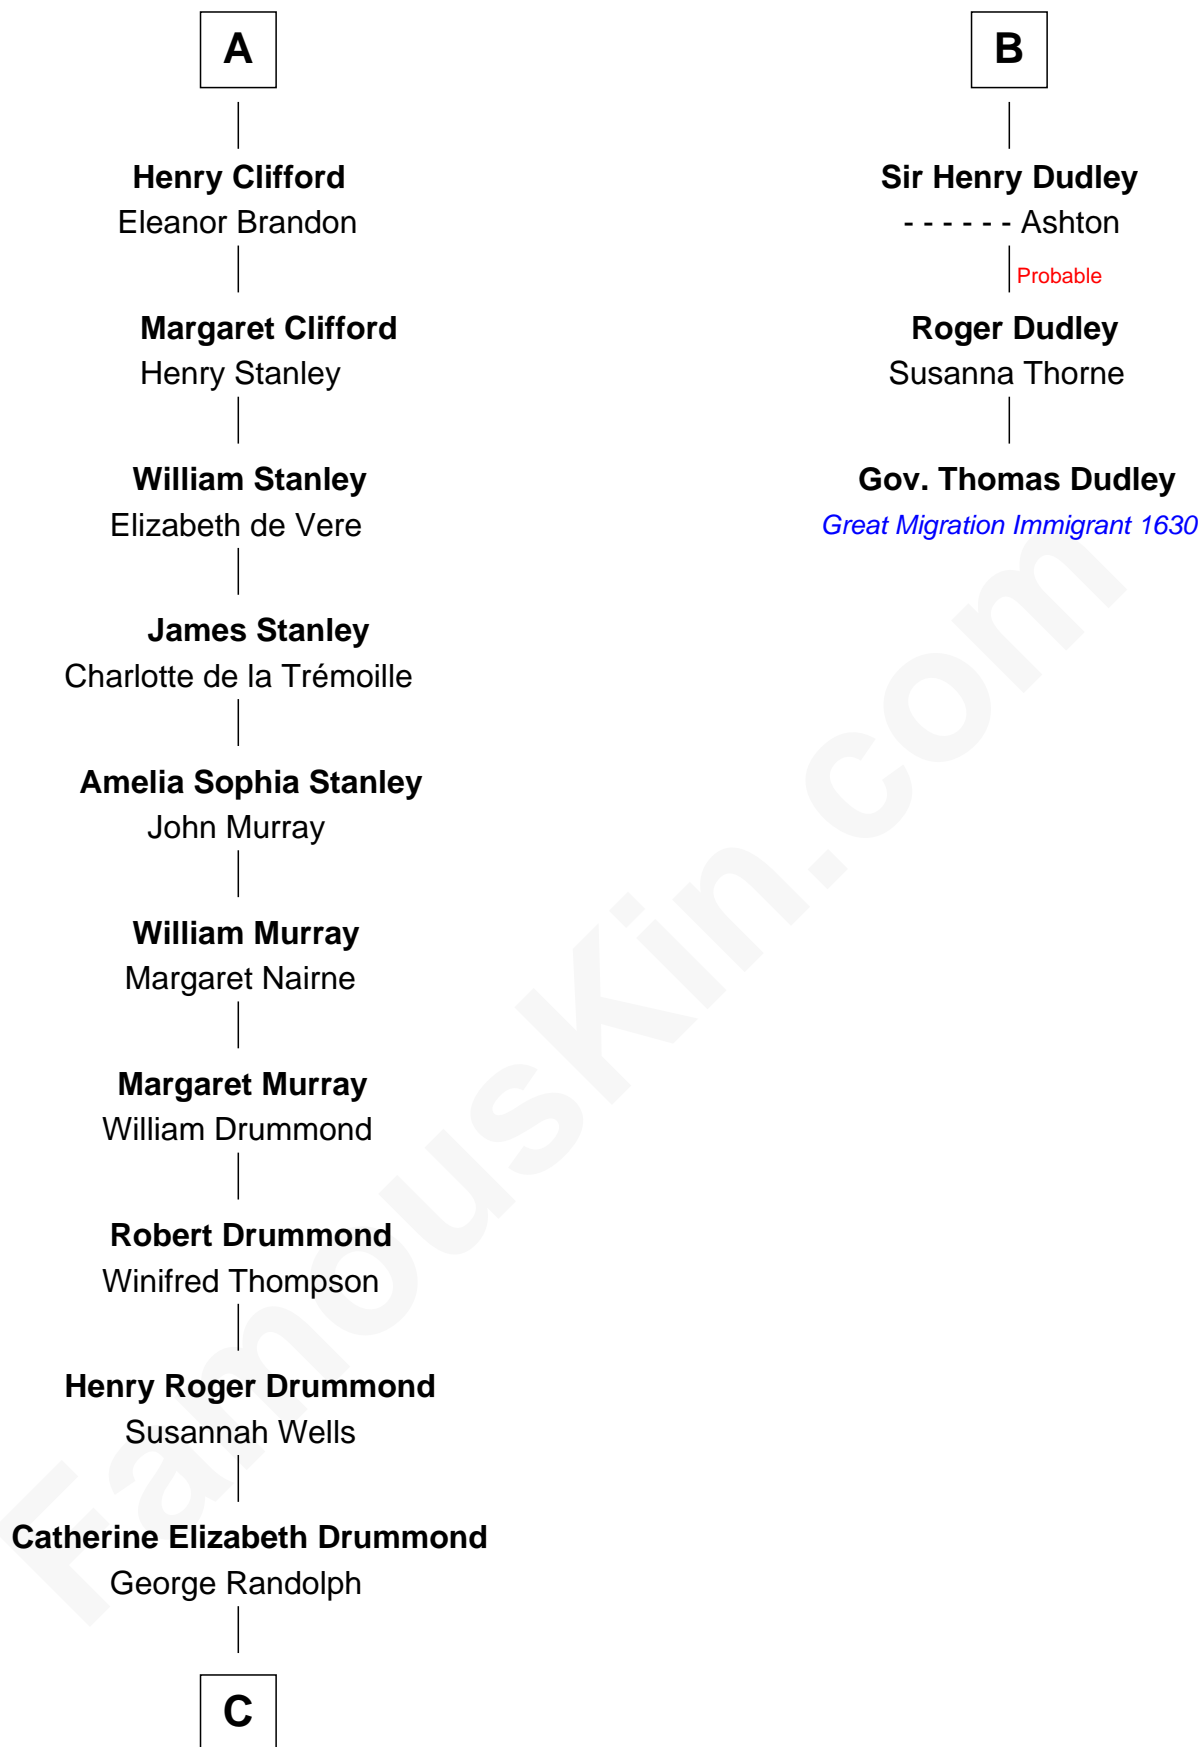 A
Henry Clifford
Eleanor Brandon
Margaret Clifford
Henry Stanley
William Stanley
Elizabeth de Vere
James Stanley
Charlotte de la Trémoille
Amelia Sophia Stanley
John Murray
William Murray
Margaret Nairne
Margaret Murray
William Drummond
Robert Drummond
Winifred Thompson
Henry Roger Drummond
Susannah Wells
Catherine Elizabeth Drummond
George Randolph
C
B
Sir Henry Dudley
- - - - - - Ashton
Probable
Roger Dudley
Susanna Thorne
Gov. Thomas Dudley
Great Migration Immigrant 1630
FamousKin.com